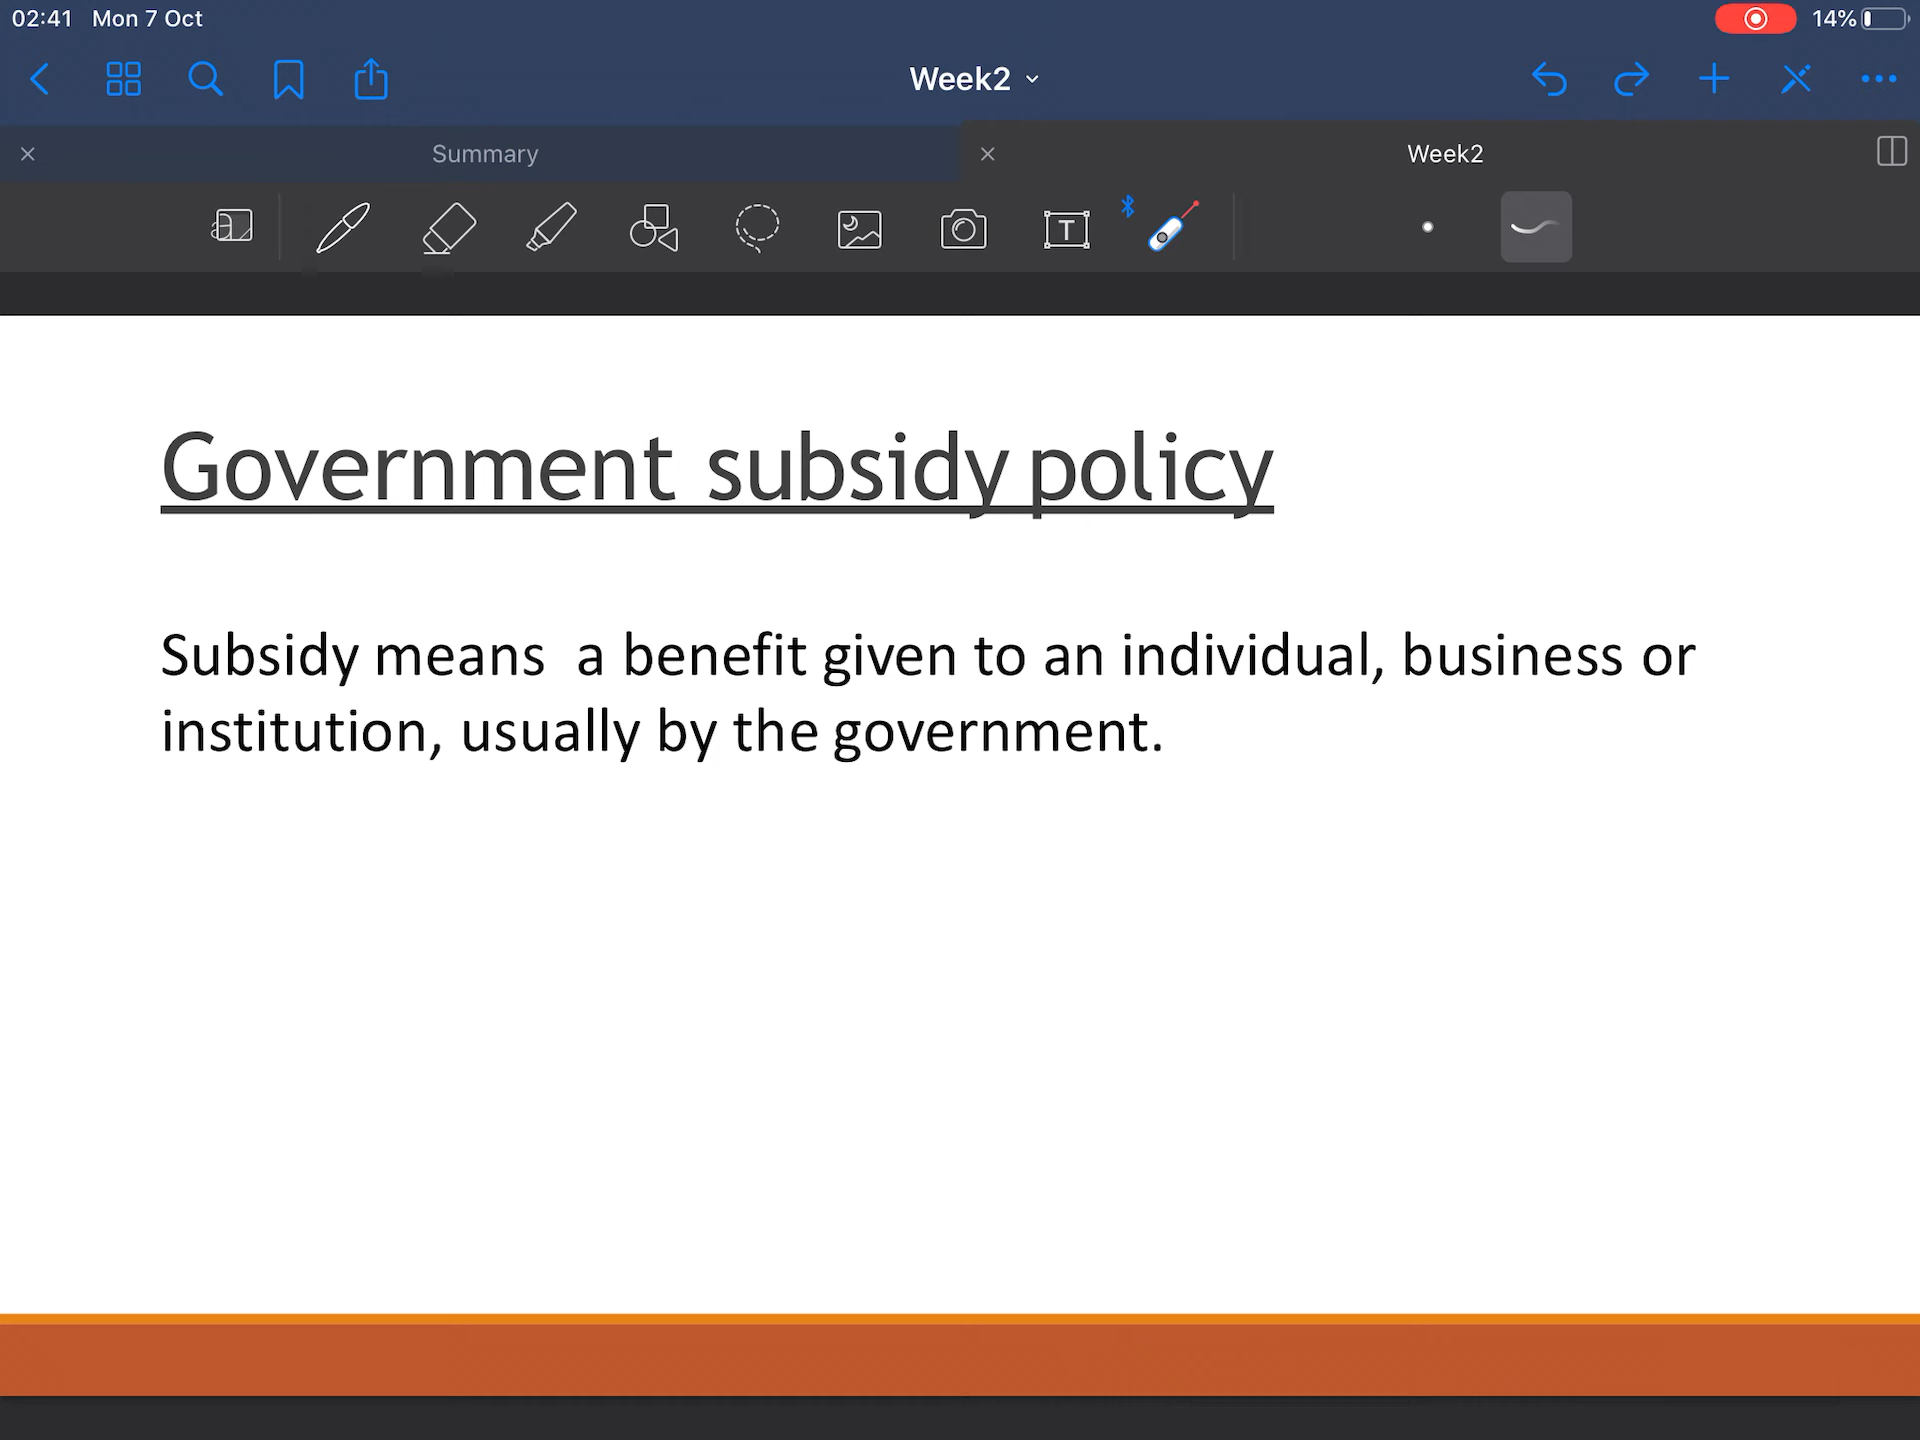 02:41 Mon 7 Oct
14%
Week2
Summary
Week2
T
Government subsidy policy
Subsidy means a benefit given to an individual, business or
institution, usually by the government.